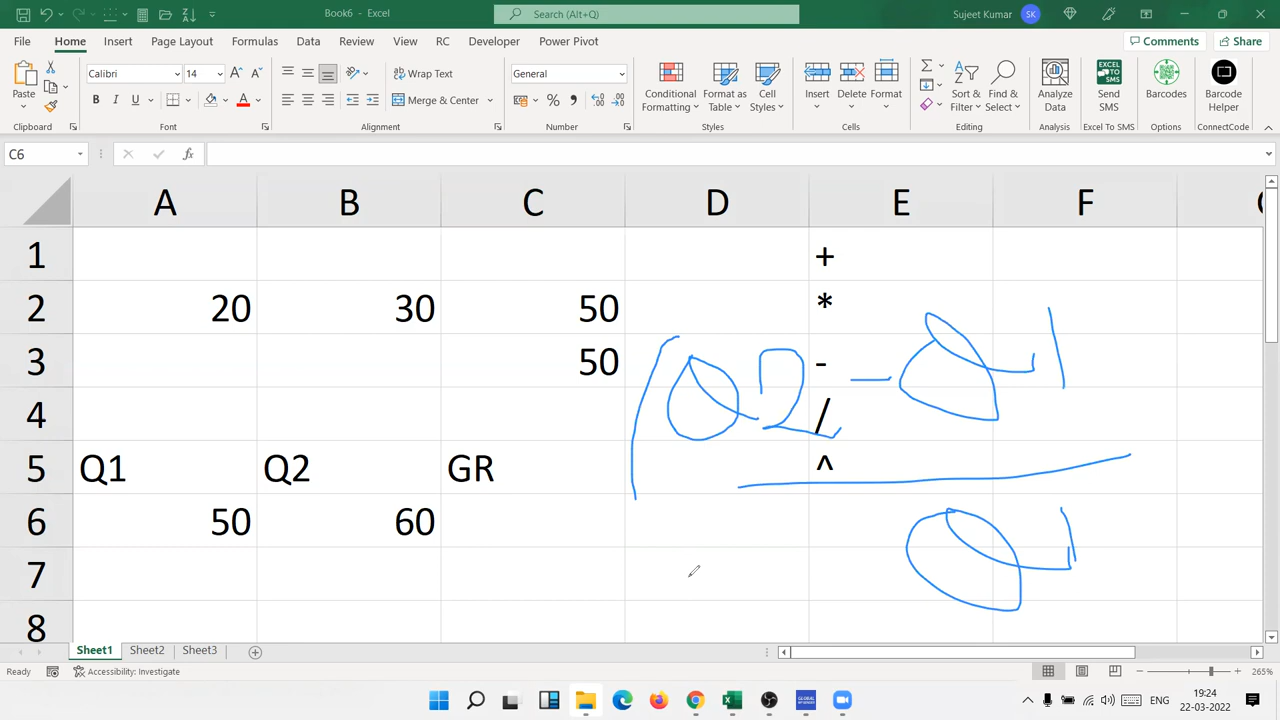 Book6 - Excel
Search (Alt+Q)
Sujeet Kumar
SK
File Home Insert Page Layout Formulas Data Review View RC Developer Power Pivot
Comments Share
Calibri 14 Wrap Text General
Paste B I U Merge & Center Conditional Formatting Format as Table Cell Styles Insert Delete Format Sort & Filter Find & Select Analyze Data Send SMS Barcodes Barcode Helper
Clipboard Font Alignment Number Styles Cells Editing Analysis Excel To SMS Options ConnectCode
C6 fx
A B C D E F
1 +
2 20 30 50 *
3 50 -
4 /
5 Q1 Q2 GR ^
6 50 60
7
8
(Q2 - Q1
Q1
Sheet1 Sheet2 Sheet3
Ready Accessibility: Investigate 265%
ENG 19:24
22-03-2022